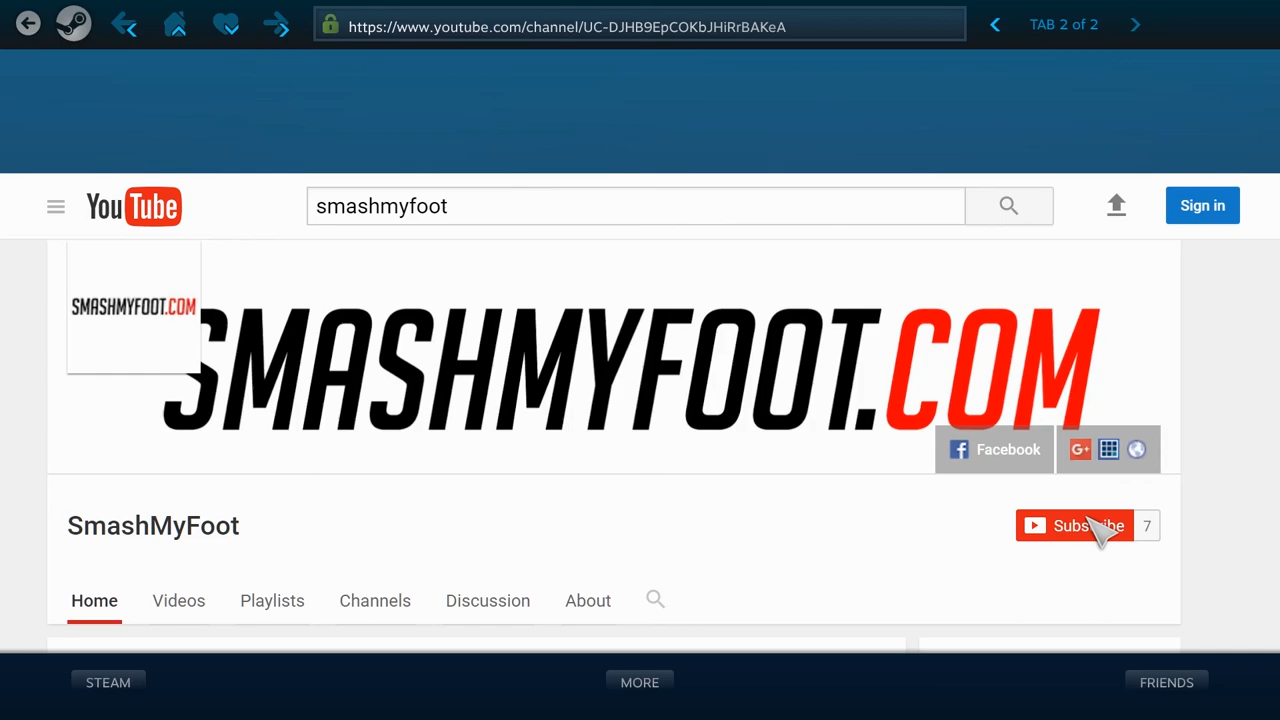 https://www.youtube.com/channel/UC-DJHB9EpCOKbJHiRrBAKeA
TAB 2 of 2
YouTube
smashmyfoot
Sign in
SMASHMYFOOT.COM
SMASHMYFOOT.COM
Facebook
G+
SmashMyFoot
Subscribe
7
Home
Videos
Playlists
Channels
Discussion
About
STEAM
MORE
FRIENDS